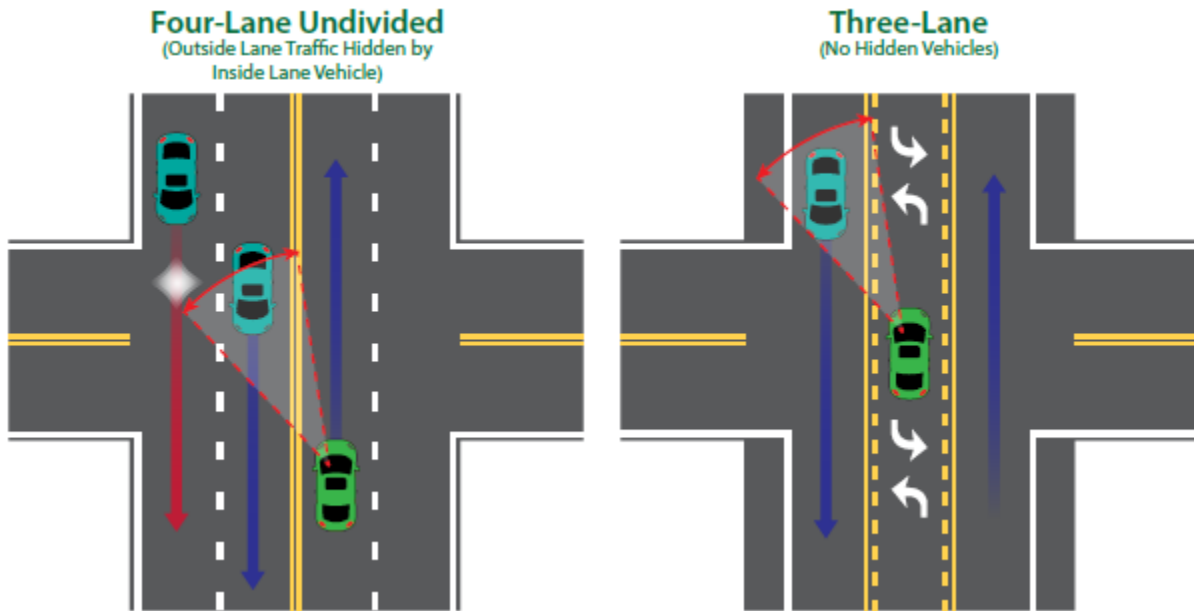 Four-Lane Undivided
(Outside Lane Traffic Hidden by
Inside Lane Vehicle)
Three-Lane
(No Hidden Vehicles)